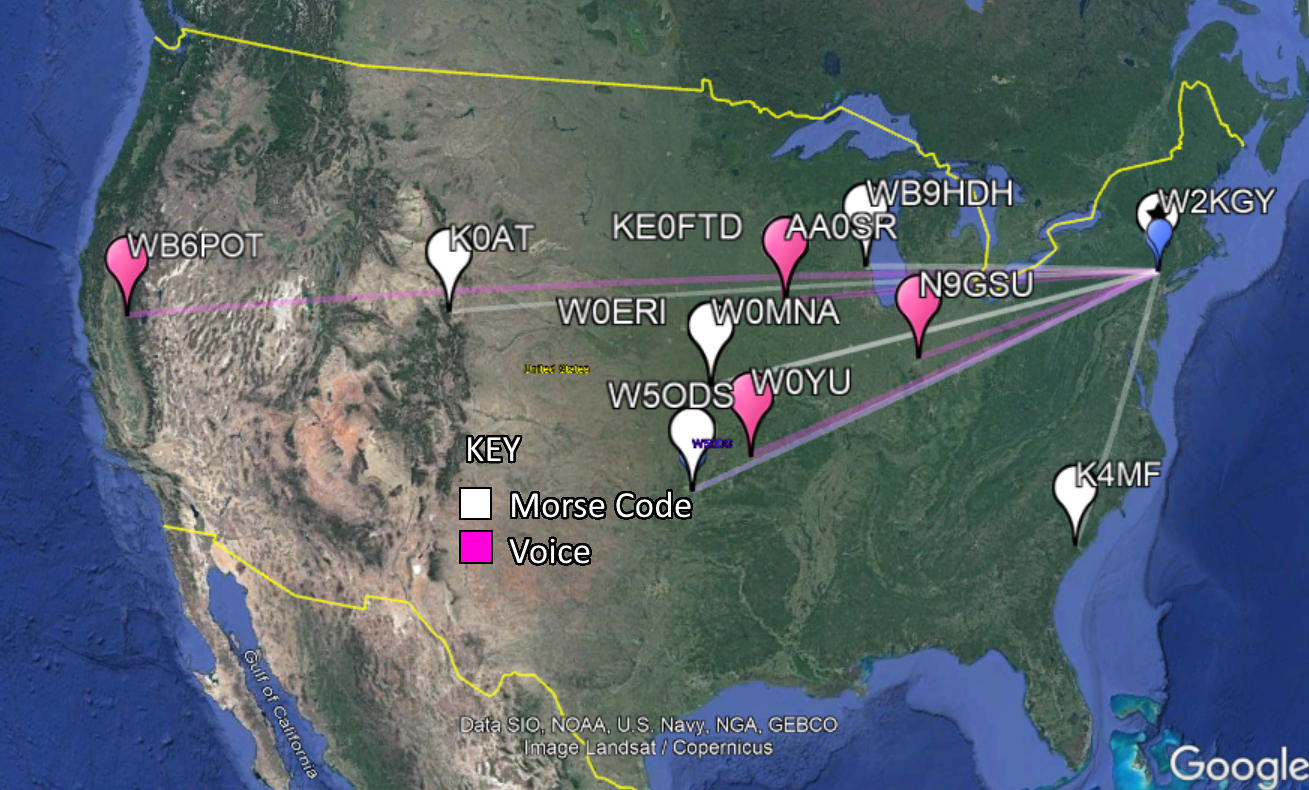 WB9HDH
W2KGY
KE0FTD
AA0SR
K0AT
WB6POT
N9GSU
W0ERI
W0MNA
United States
W0YU
W5ODS
W5ODS
KEY
K4MF
Morse Code
Voice
Gulf of California
Data SIO, NOAA, U.S. Navy, NGA, GEBCO
Image Landsat / Copernicus
Google